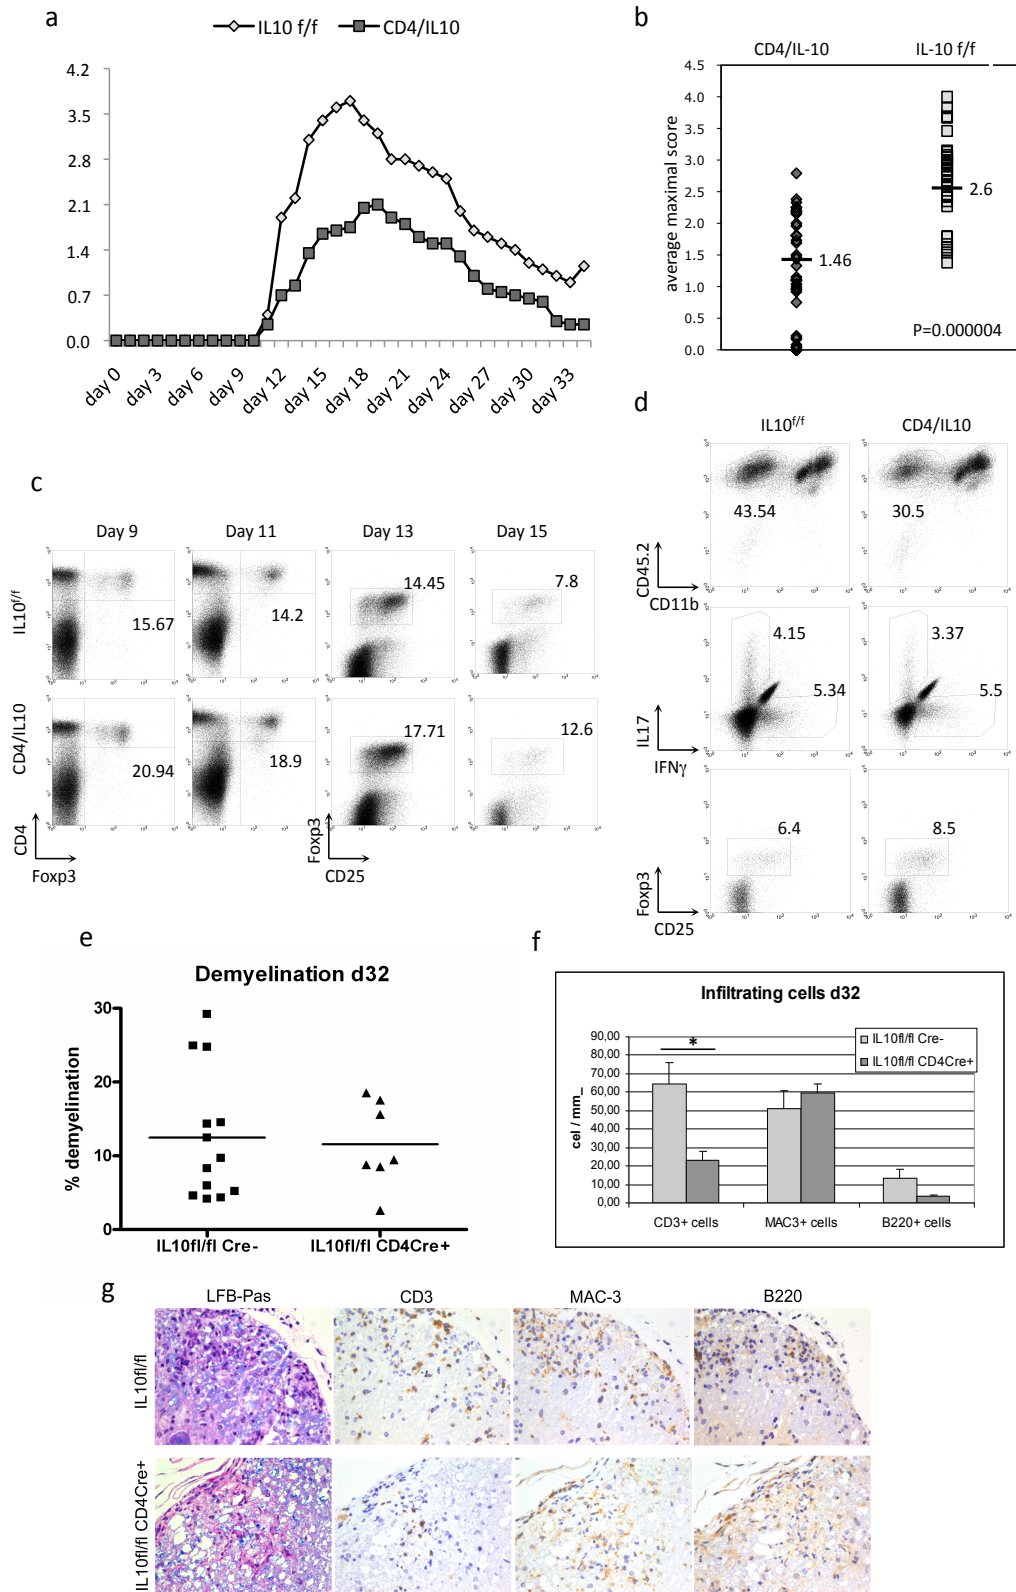 a
IL10 f/f
CD4/IL10
4.2
3.5
2.8
2.1
1.4
0.7
0.0
day 0
day 3
day 6
day 9
day 12
day 15
day 18
day 21
day 24
day 27
day 30
day 33
b
CD4/IL-10
IL-10 f/f
average maximal score
4.5
4.0
3.5
3.0
2.5
2.0
1.5
1.0
0.5
0.0
1.46
2.6
P=0.000004
c
Day 9
Day 11
Day 13
Day 15
IL10f/f
15.67
14.2
14.45
7.8
CD4/IL10
20.94
18.9
17.71
12.6
CD4
Foxp3
Foxp3
CD25
d
IL10f/f
CD4/IL10
43.54
30.5
CD45.2
CD11b
4.15
5.34
3.37
5.5
IL17
IFNγ
6.4
8.5
Foxp3
CD25
e
Demyelination d32
% demyelination
30
20
10
0
IL10fl/fl Cre-
IL10fl/fl CD4Cre+
f
Infiltrating cells d32
cel / mm_
90,00
80,00
70,00
60,00
50,00
40,00
30,00
20,00
10,00
0,00
*
IL10fl/fl Cre-
IL10fl/fl CD4Cre+
CD3+ cells
MAC3+ cells
B220+ cells
g
LFB-Pas
CD3
MAC-3
B220
IL10fl/fl
IL10fl/fl CD4Cre+